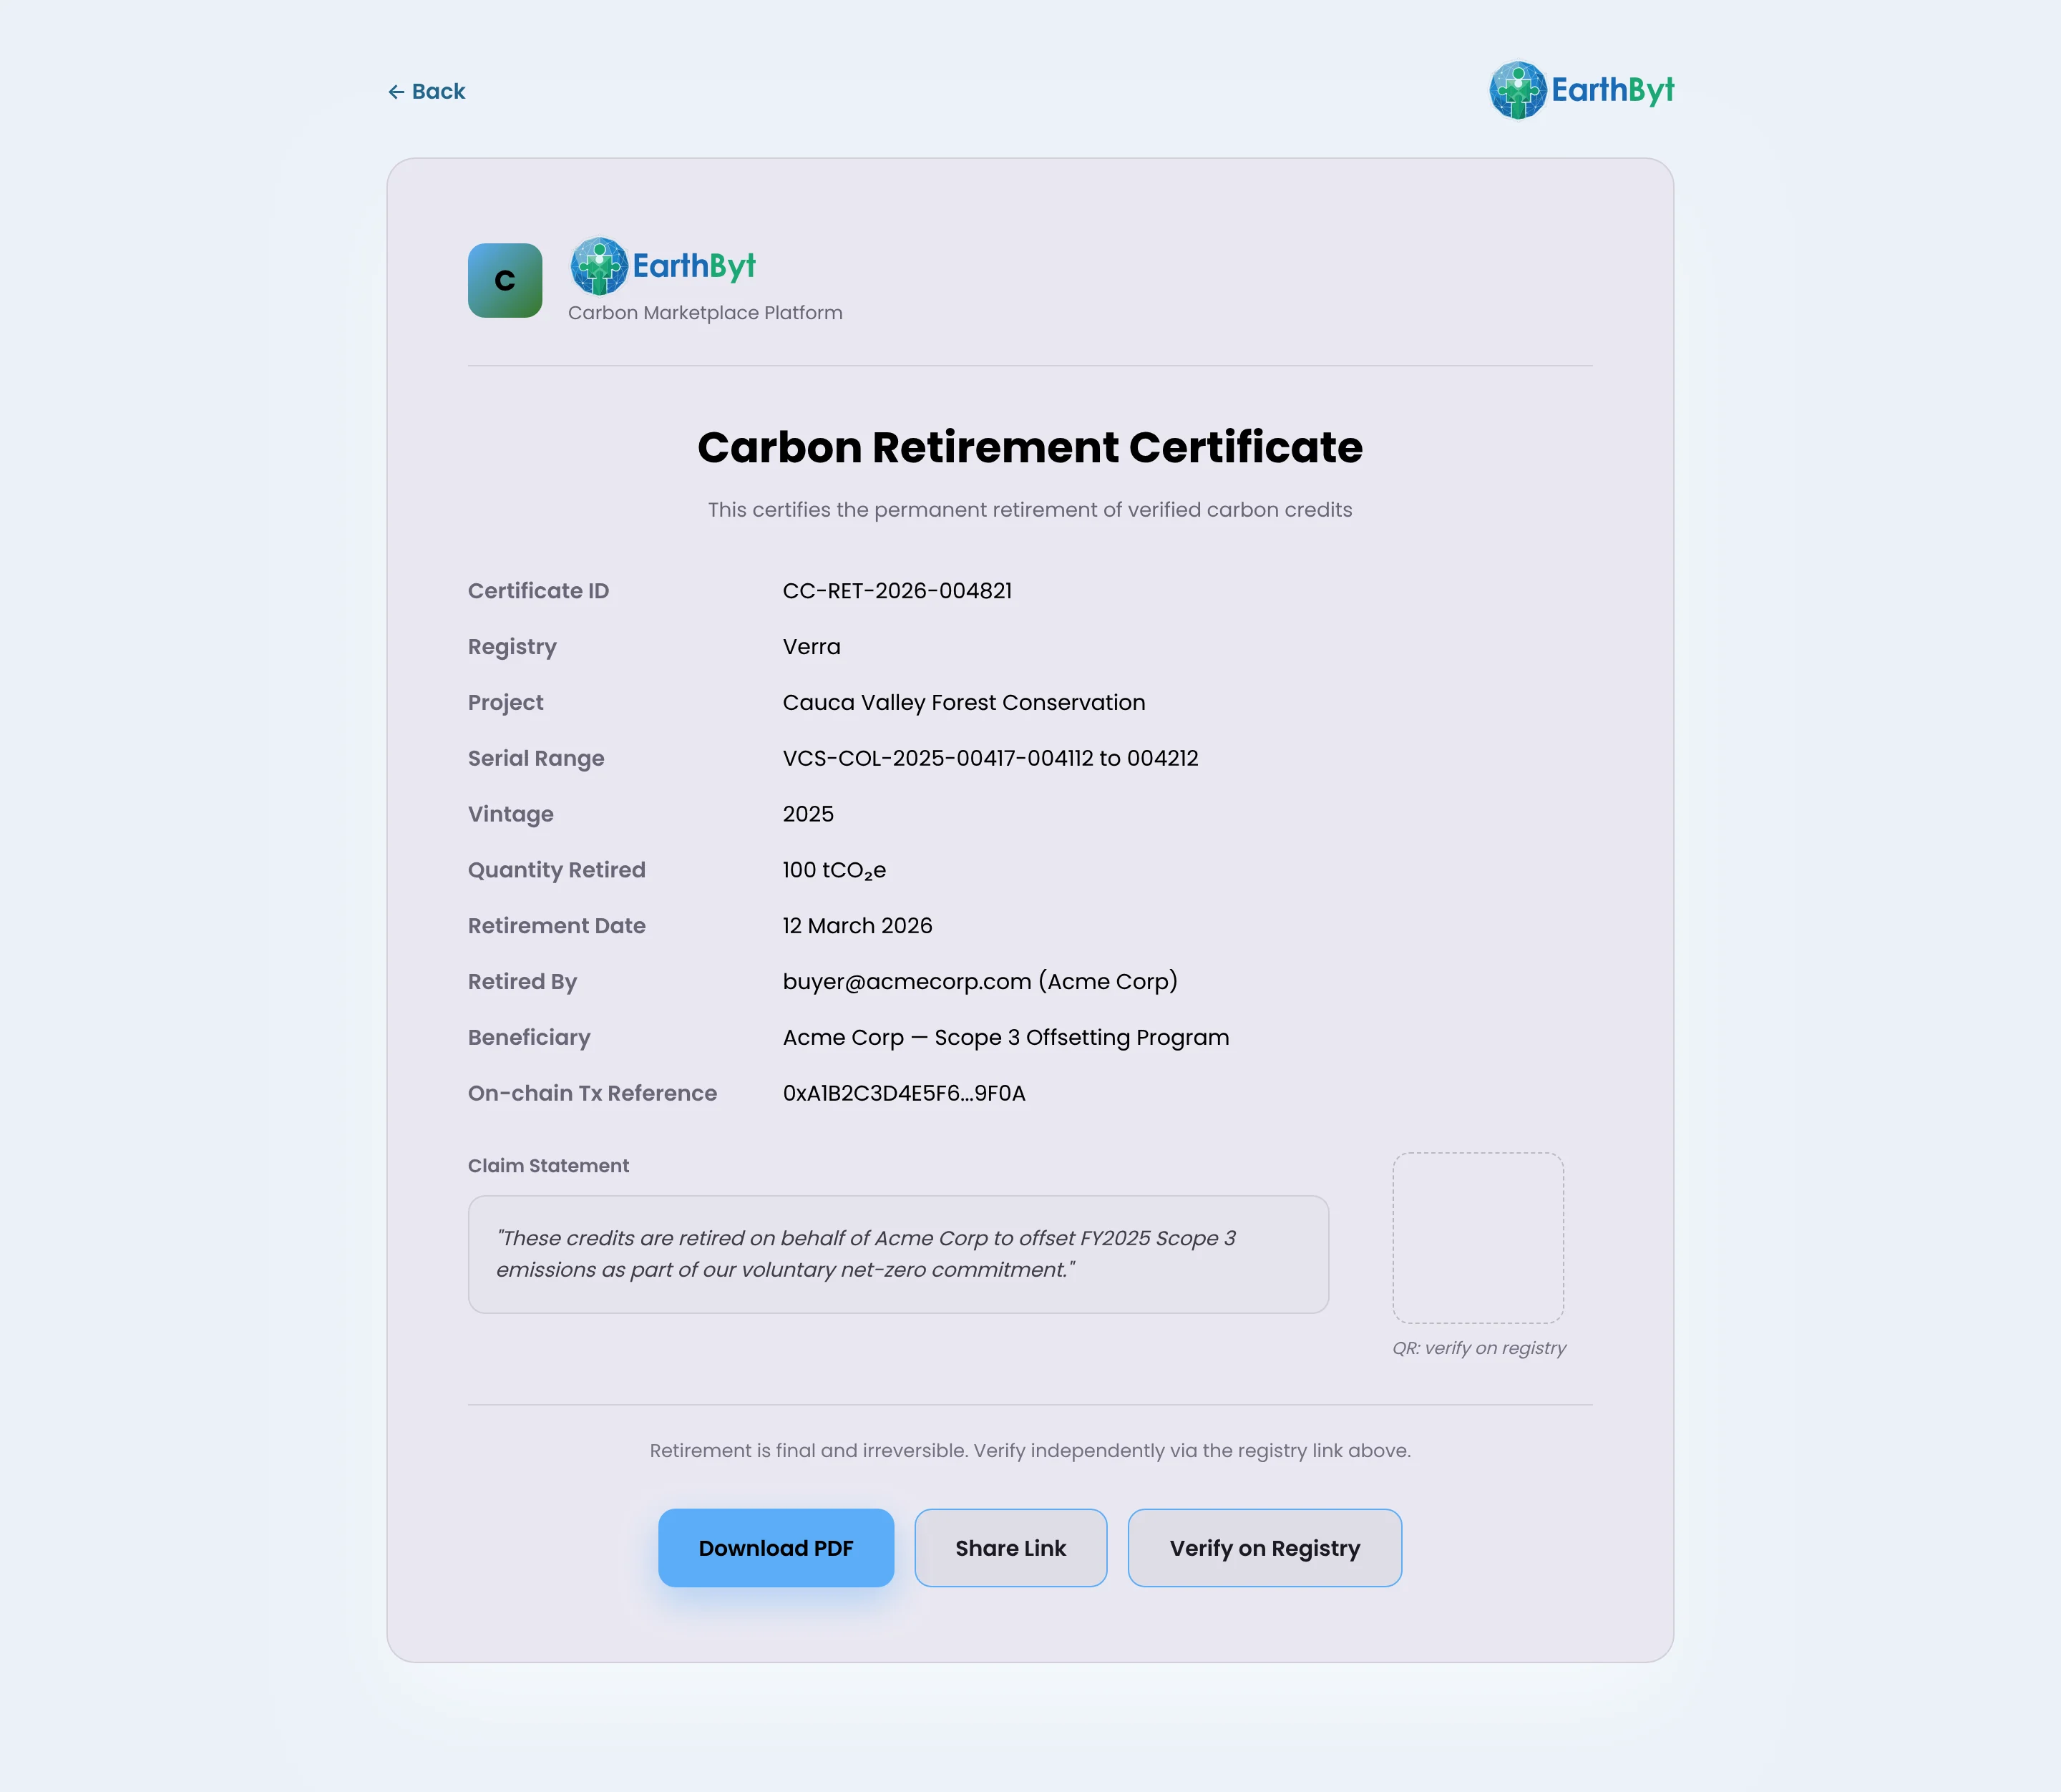 ← Back
EarthByt
C
EarthByt
Carbon Marketplace Platform
Carbon Retirement Certificate
This certifies the permanent retirement of verified carbon credits
Certificate ID CC-RET-2026-004821
Registry Verra
Project Cauca Valley Forest Conservation
Serial Range VCS-COL-2025-00417-004112 to 004212
Vintage 2025
Quantity Retired 100 tCO₂e
Retirement Date 12 March 2026
Retired By buyer@acmecorp.com (Acme Corp)
Beneficiary Acme Corp — Scope 3 Offsetting Program
On-chain Tx Reference 0xA1B2C3D4E5F6...9F0A
Claim Statement
"These credits are retired on behalf of Acme Corp to offset FY2025 Scope 3
emissions as part of our voluntary net-zero commitment."
QR: verify on registry
Retirement is final and irreversible. Verify independently via the registry link above.
Download PDF Share Link Verify on Registry